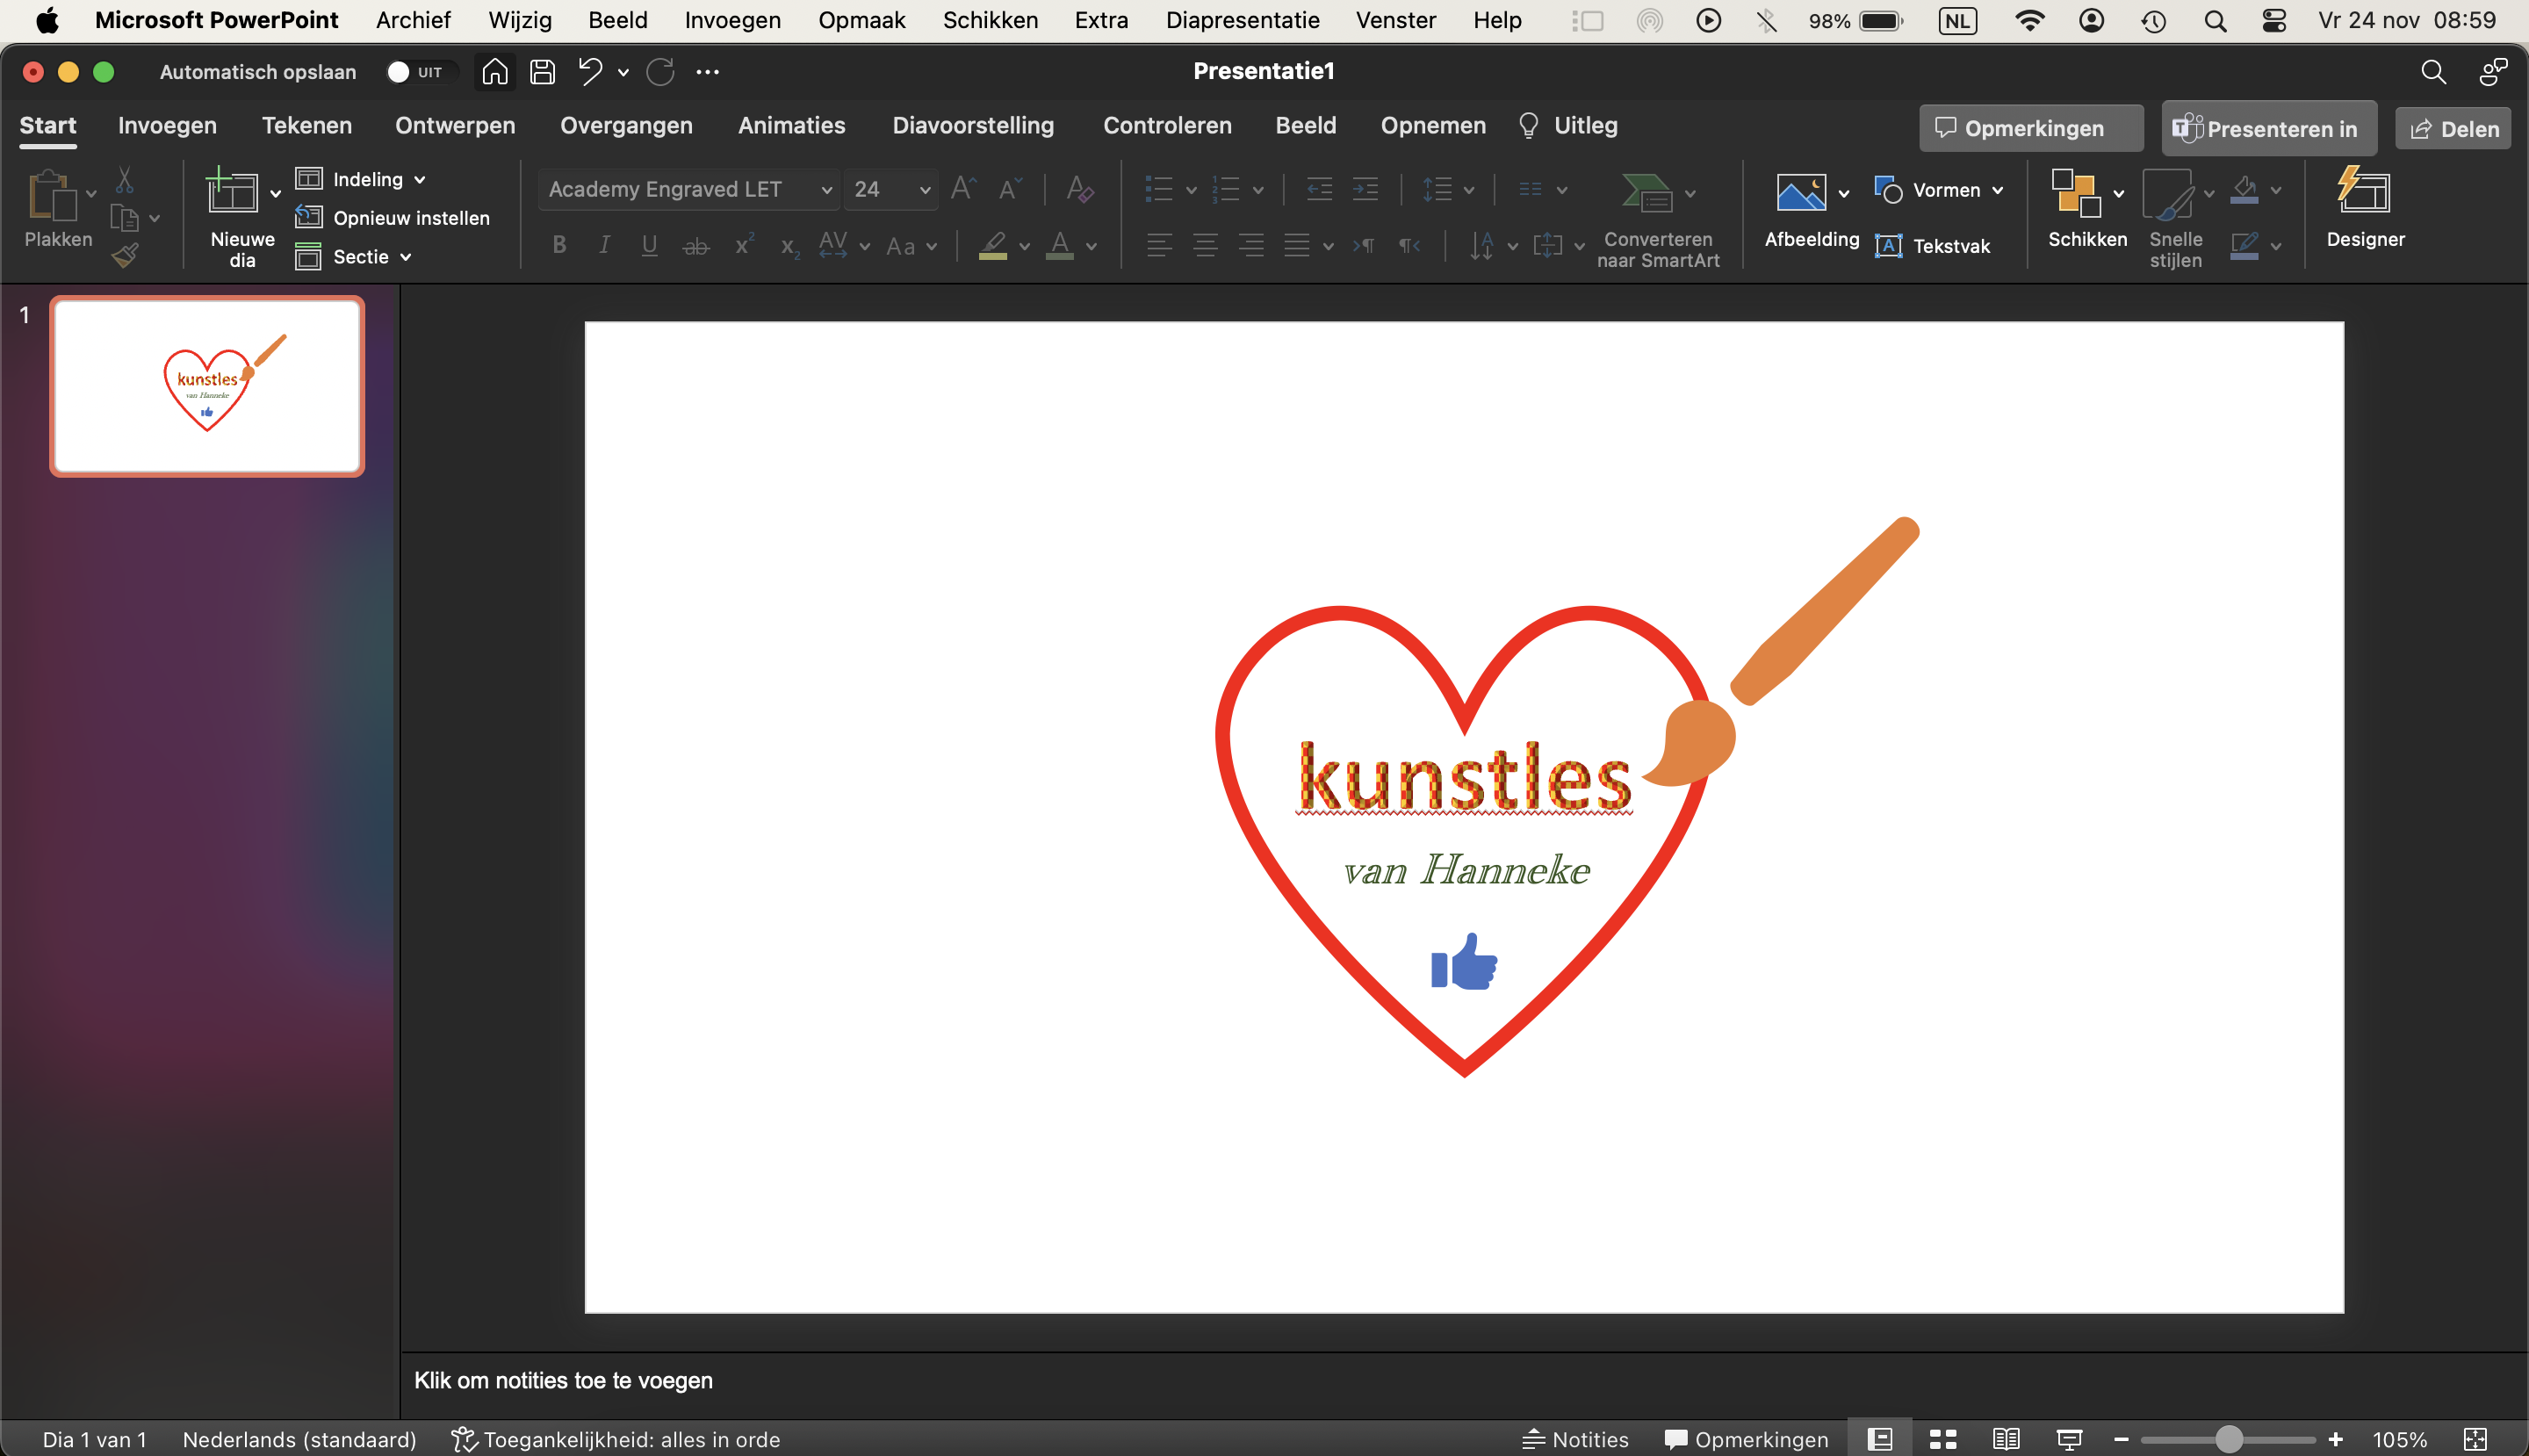 Microsoft PowerPoint Archief Wijzig Beeld Invoegen Opmaak Schikken Extra Diapresentatie Venster Help 98% NL Vr 24 nov 08:59
Automatisch opslaan UIT Presentatie1
Start Invoegen Tekenen Ontwerpen Overgangen Animaties Diavoorstelling Controleren Beeld Opnemen Uitleg Opmerkingen Presenteren in Delen
Plakken
Nieuwe dia
Indeling
Opnieuw instellen
Sectie
Academy Engraved LET 24
Converteren naar SmartArt
Afbeelding
Vormen
Tekstvak
Schikken
Snelle stijlen
Designer
1
kunstles
van Hanneke
kunstles
van Hanneke
Klik om notities toe te voegen
Dia 1 van 1 Nederlands (standaard) Toegankelijkheid: alles in orde Notities Opmerkingen 105%